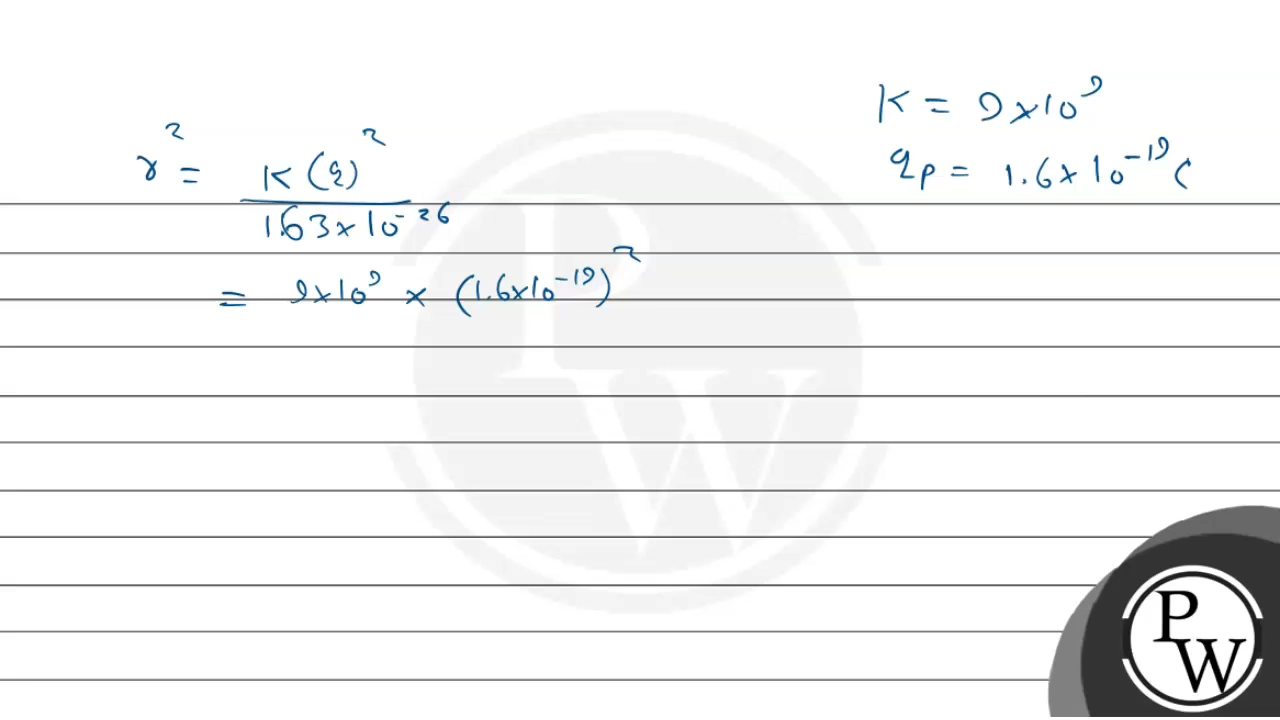 K = 9×10⁹
q_p = 1.6×10⁻¹⁹ C
r² = K(q)² / 1.63×10⁻²⁶
= 9×10⁹ × (1.6×10⁻¹⁹)²
PW
PW